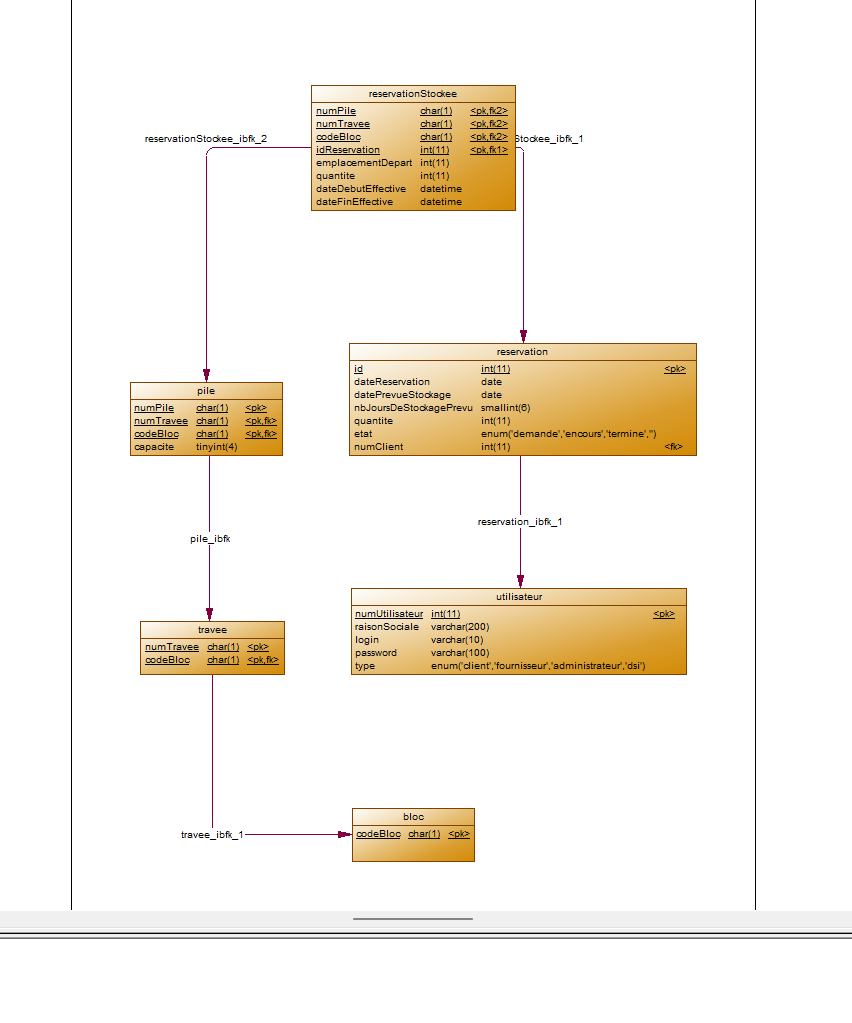 reservationStockee
numPile char(1) <pk,fk2>
numTravee char(1) <pk,fk2>
codeBloc char(1) <pk,fk2>
idReservation int(11) <pk,fk1>
emplacementDepart int(11)
quantite int(11)
dateDebutEffective datetime
dateFinEffective datetime
reservationStockee_ibfk_2
Stockee_ibfk_1
reservation
id int(11) <pk>
dateReservation date
datePrevueStockage date
nbJoursDeStockagePrevu smallint(6)
quantite int(11)
etat enum('demande','encours','termine','')
numClient int(11) <fk>
pile
numPile char(1) <pk>
numTravee char(1) <pk,fk>
codeBloc char(1) <pk,fk>
capacite tinyint(4)
reservation_ibfk_1
pile_ibfk
utilisateur
numUtilisateur int(11) <pk>
raisonSociale varchar(200)
login varchar(10)
password varchar(100)
type enum('client','fournisseur','administrateur','dsi')
travee
numTravee char(1) <pk>
codeBloc char(1) <pk,fk>
travee_ibfk_1
bloc
codeBloc char(1) <pk>